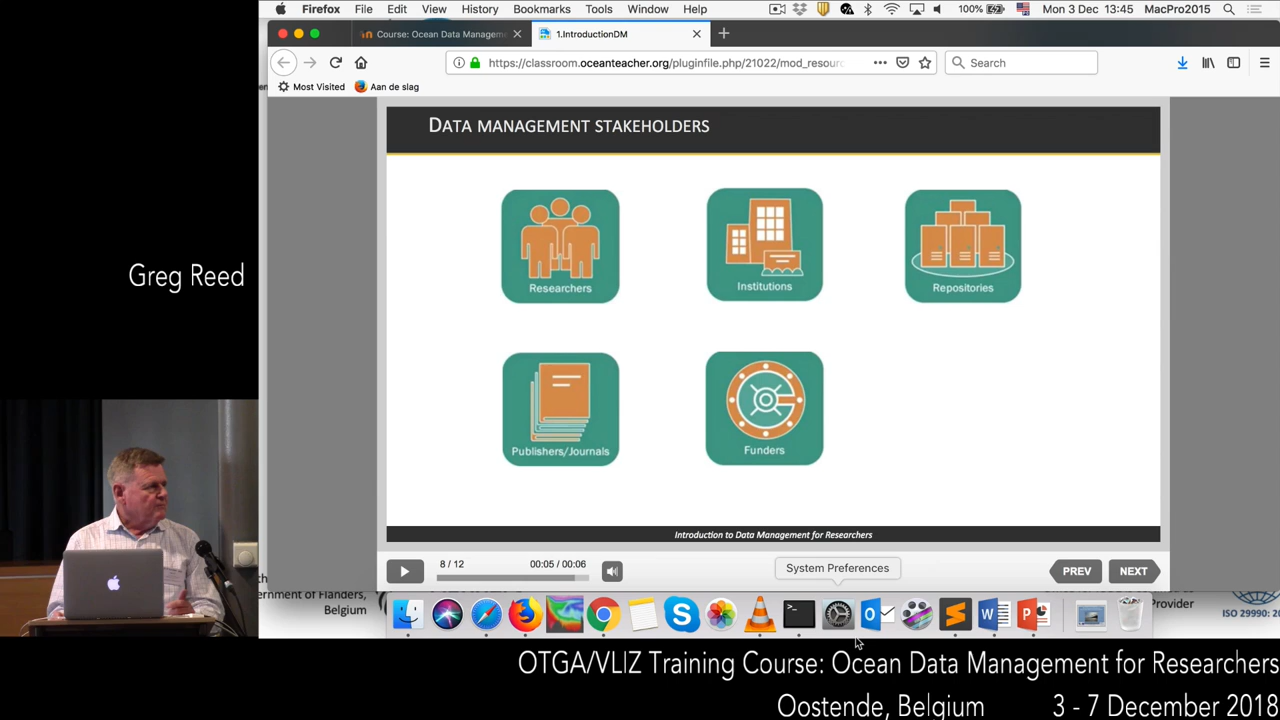 Firefox File Edit View History Bookmarks Tools Window Help 100% Mon 3 Dec 13:45 MacPro2015
Course: Ocean Data Managem
1.IntroductionDM
https://classroom.oceanteacher.org/pluginfile.php/21022/mod_resour
Search
Most Visited
Aan de slag
DATA MANAGEMENT STAKEHOLDERS
Researchers
Institutions
Repositories
Publishers/Journals
Funders
Introduction to Data Management for Researchers
8 / 12
00:05 / 00:06
System Preferences
PREV
NEXT
Greg Reed
overnment of Flanders,
Belgium
Provider
ISO 29990:
OTGA/VLIZ Training Course: Ocean Data Management for Researchers
Oostende, Belgium 3 - 7 December 2018